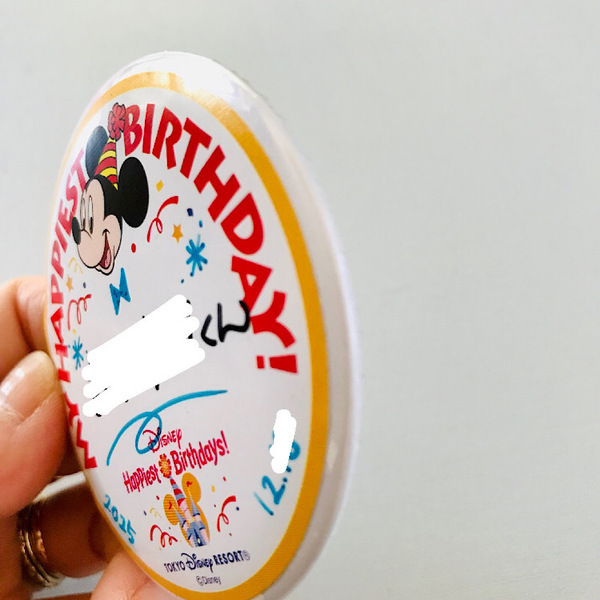 MY HAPPIEST BIRTHDAY!
くん
Disney
Happiest Birthdays!
2025
12.
TOKYO Disney RESORT®
©Disney